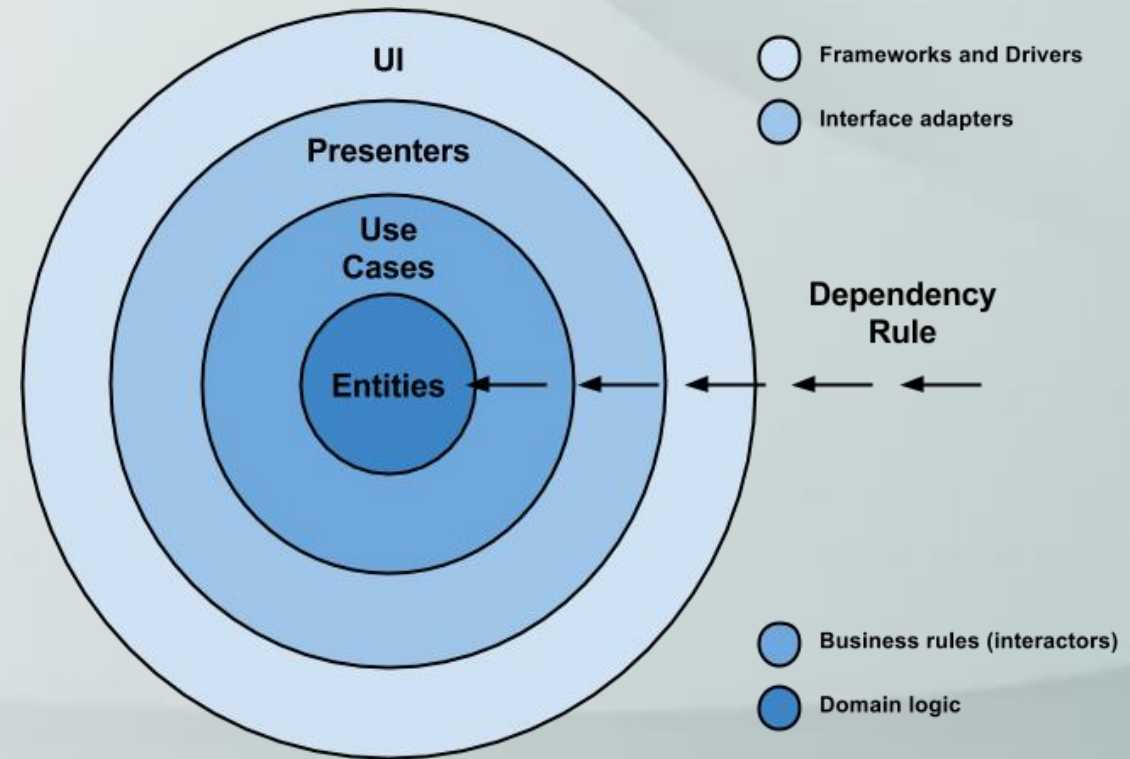 UI
Presenters
Use
Cases
Entities
Frameworks and Drivers
Interface adapters
Dependency
Rule
Business rules (interactors)
Domain logic